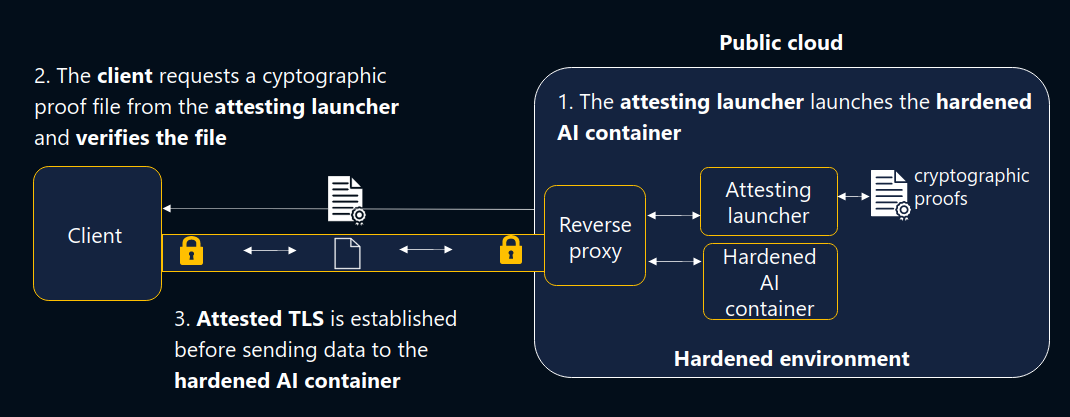 Public cloud
2. The client requests a cyptographic
proof file from the attesting launcher
and verifies the file
1. The attesting launcher launches the hardened
AI container
Client
Reverse
proxy
Attesting
launcher
cryptographic
proofs
Hardened
AI
container
3. Attested TLS is established
before sending data to the
hardened AI container
Hardened environment